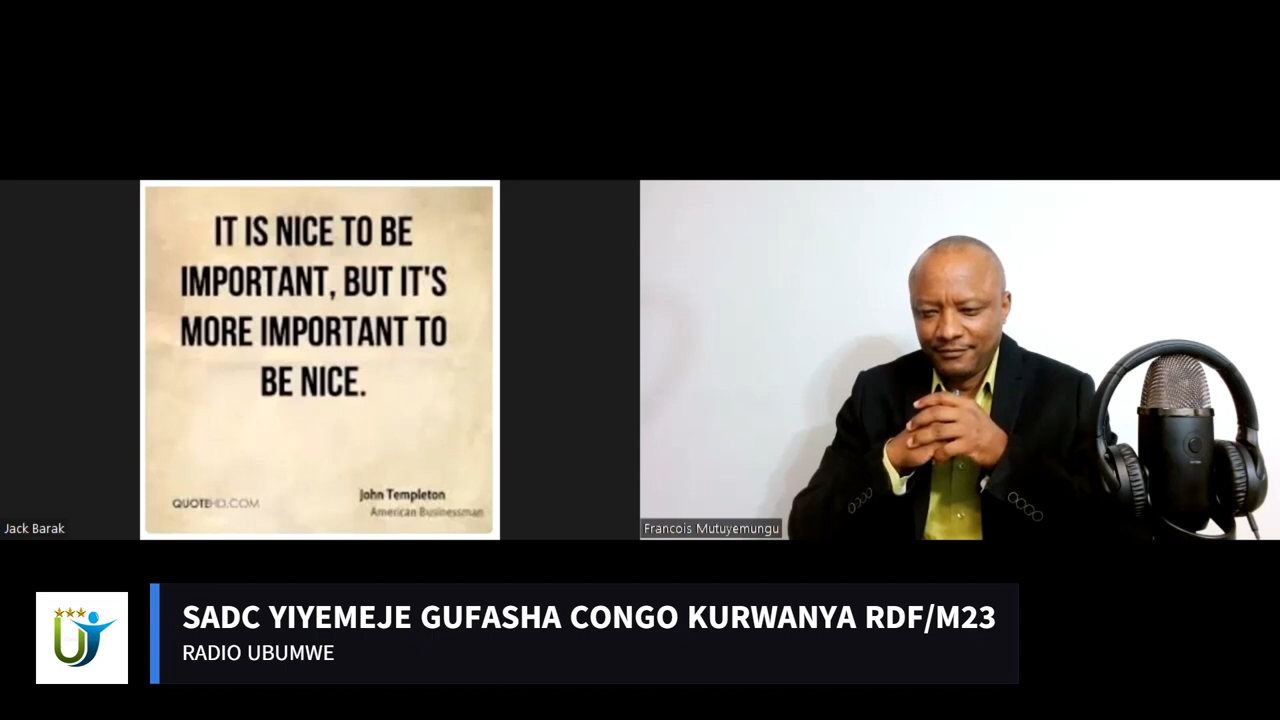 IT IS NICE TO BE
IMPORTANT, BUT IT'S
MORE IMPORTANT TO
BE NICE.
John Templeton
QUOTEHD.COM
American Businessman
Jack Barak
Francois Mutuyemungu
SADC YIYEMEJE GUFASHA CONGO KURWANYA RDF/M23
RADIO UBUMWE